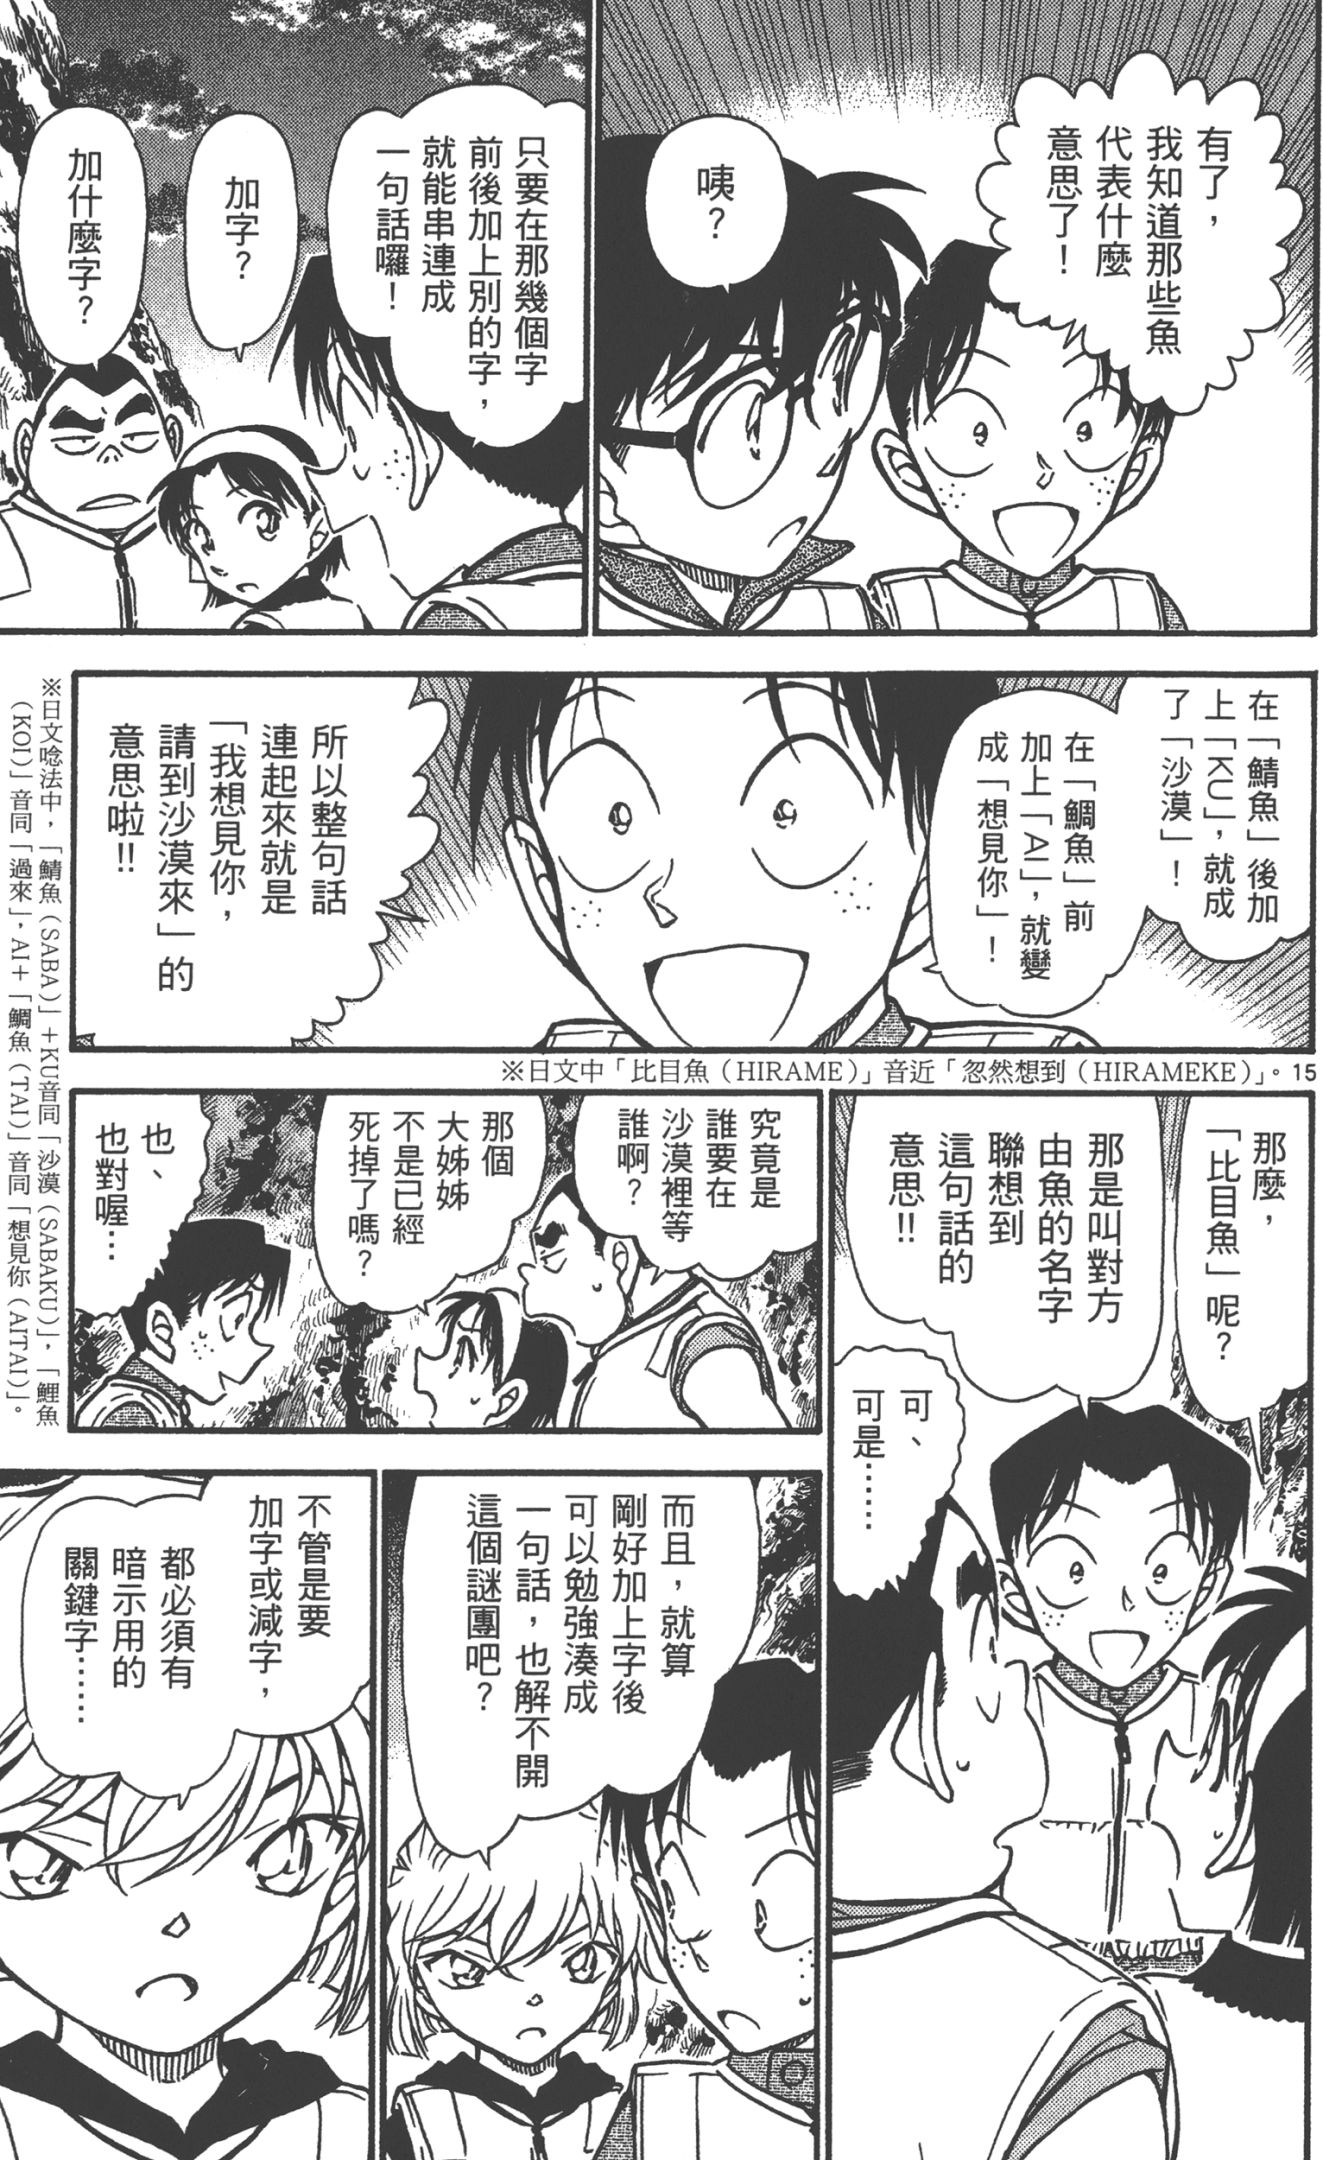 有了，
我知道那些魚
代表什麼
意思了！
咦？
只要在那幾個字
前後加上別的字，
就能串連成
一句話囉！
加字？
加什麼字？
在「鯖魚」後加
上「KU」，就成
了「沙漠」！
在「鯛魚」前
加上「AI」，就變
成「想見你」！
所以整句話
連起來就是
「我想見你，
請到沙漠來」的
意思啦!!
※日文唸法中，「鯖魚（SABA）」＋KU音同「沙漠（SABAKU）」，「鯉魚
（KOI）」音同「過來」，AI＋「鯛魚（TAI）」音同「想見你（AITAI）」。
※日文中「比目魚（HIRAME）」音近「忽然想到（HIRAMEKE）」。 15
那麼，
「比目魚」呢？
那是叫對方
由魚的名字
聯想到
這句話的
意思!!
可、
可是……
究竟是
誰要在
沙漠裡等
誰啊？
那個
大姊姊
不是已經
死掉了嗎？
也、
也對喔…
而且，就算
剛好加上字後
可以勉強湊成
一句話，也解不開
這個謎團吧？
不管是要
加字或減字，
都必須有
暗示用的
關鍵字……